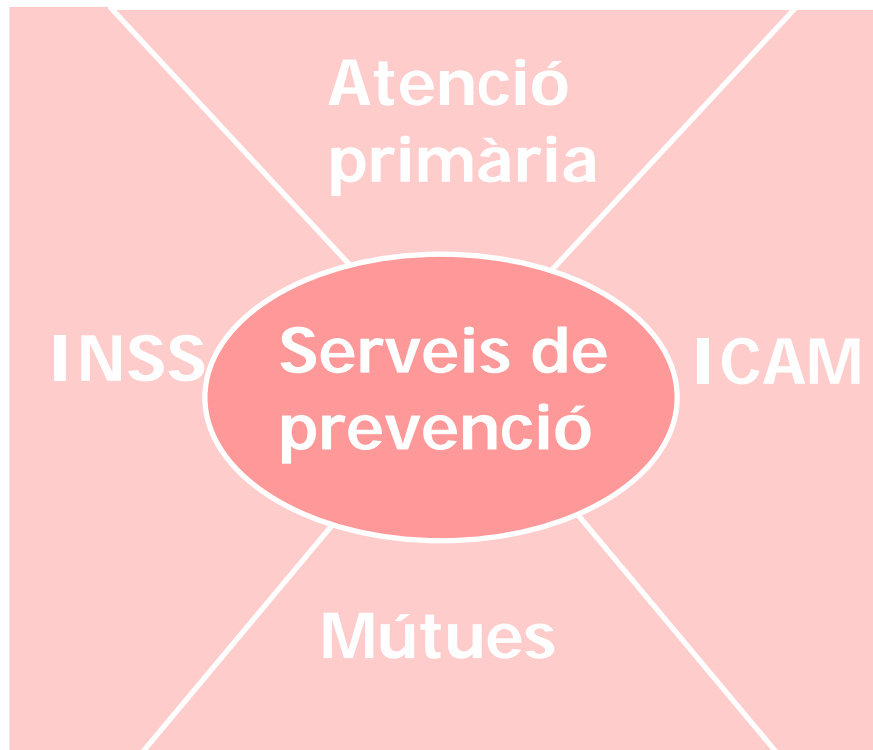 Atenció
primària
INSS
Serveis de
prevenció
ICAM
Mútues